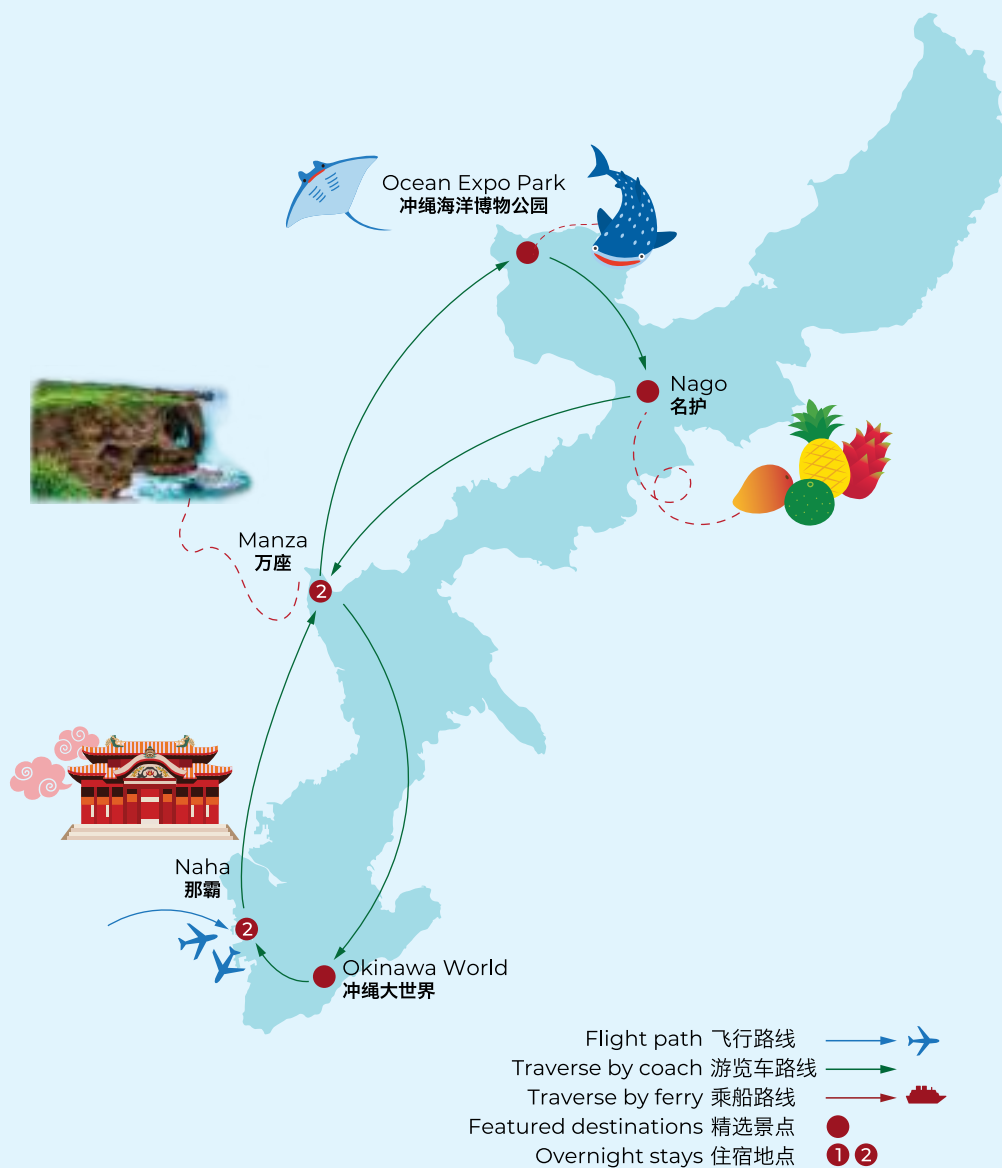 Ocean Expo Park
冲绳海洋博物公园
Nago
名护
Manza
万座
2
Naha
那霸
2
Okinawa World
冲绳大世界
Flight path 飞行路线
Traverse by coach 游览车路线
Traverse by ferry 乘船路线
Featured destinations 精选景点
Overnight stays 住宿地点 1 2